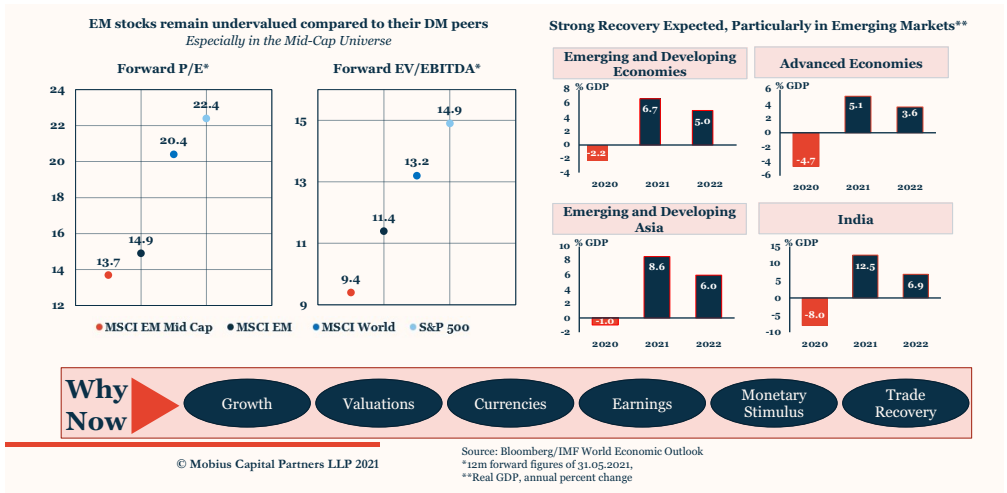 EM stocks remain undervalued compared to their DM peers
Especially in the Mid-Cap Universe
Forward P/E*
24
22
20
18
16
14
12
22.4
20.4
14.9
13.7
Forward EV/EBITDA*
15
13
11
9
14.9
13.2
11.4
9.4
MSCI EM Mid Cap MSCI EM MSCI World S&P 500
Strong Recovery Expected, Particularly in Emerging Markets**
Emerging and Developing
Economies
% GDP
8
6
4
2
0
-2
-4
-2.2
6.7
5.0
2020 2021 2022
Advanced Economies
% GDP
6
4
2
0
-2
-4
-6
-4.7
5.1
3.6
2020 2021 2022
Emerging and Developing
Asia
% GDP
10
8
6
4
2
0
-2
-1.0
8.6
6.0
2020 2021 2022
India
% GDP
15
10
5
0
-5
-10
-8.0
12.5
6.9
2020 2021 2022
Why
Now
Growth
Valuations
Currencies
Earnings
Monetary
Stimulus
Trade
Recovery
© Mobius Capital Partners LLP 2021
Source: Bloomberg/IMF World Economic Outlook
*12m forward figures of 31.05.2021,
**Real GDP, annual percent change